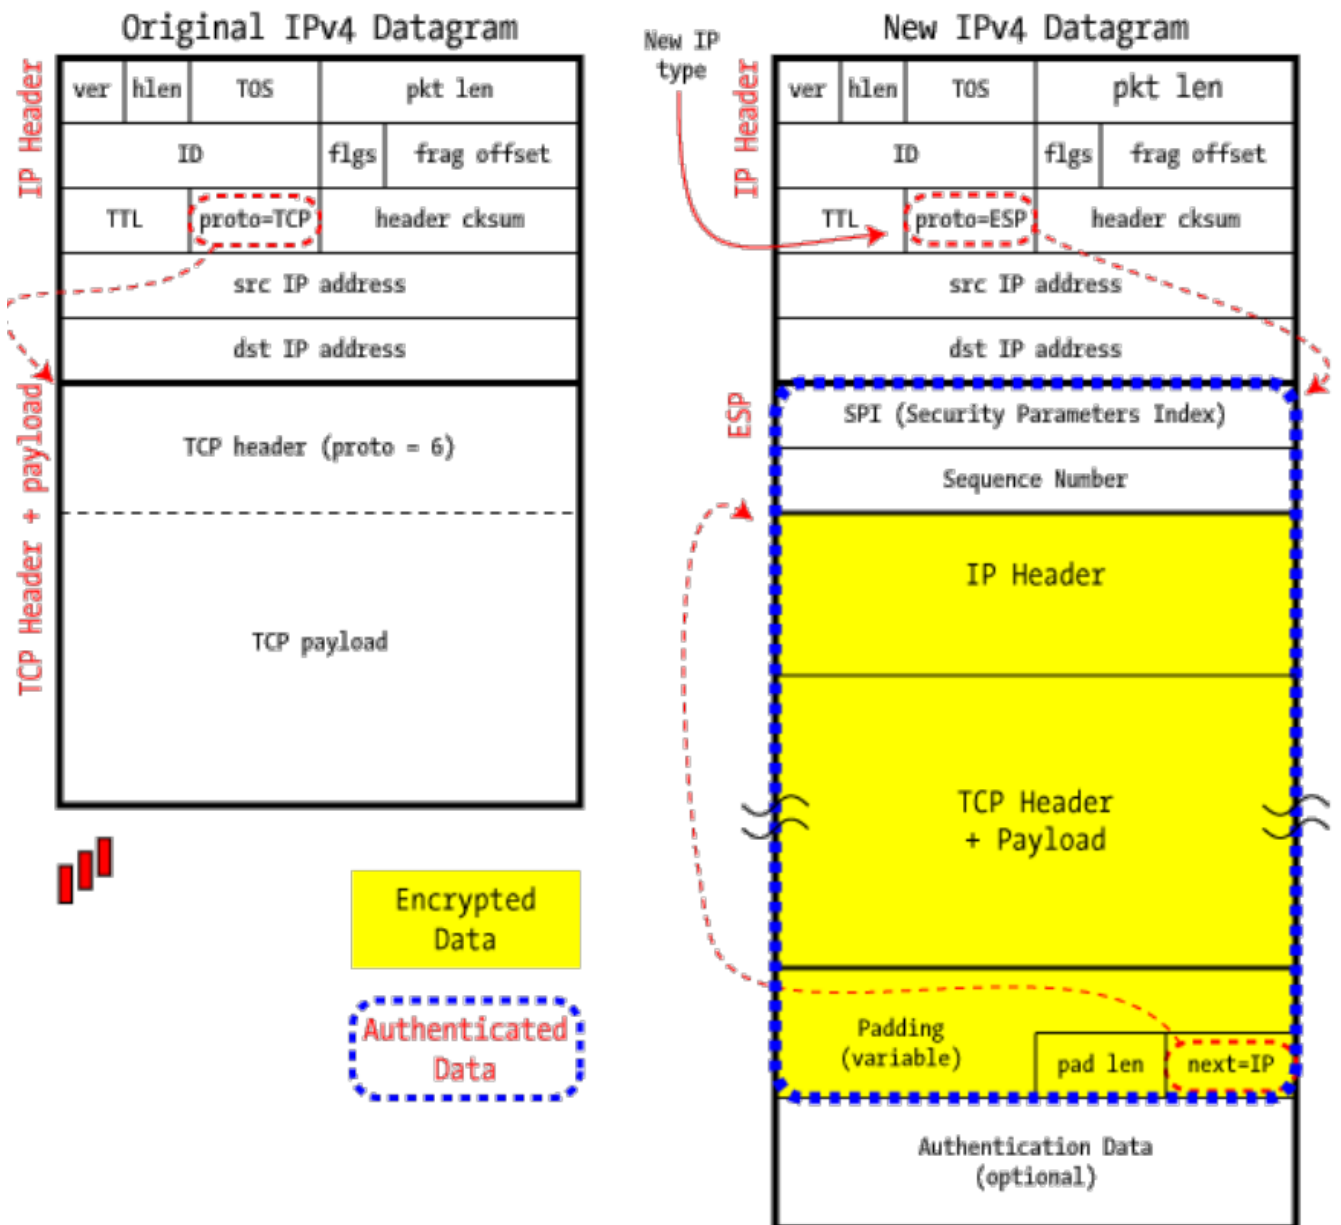 Original IPv4 Datagram
IP Header
ver hlen TOS pkt len
ID flgs frag offset
TTL proto=TCP header cksum
src IP address
dst IP address
TCP Header + payload
TCP header (proto = 6)
TCP payload
Encrypted
Data
Authenticated
Data
New IP
type
New IPv4 Datagram
IP Header
ver hlen TOS pkt len
ID flgs frag offset
TTL proto=ESP header cksum
src IP address
dst IP address
ESP
SPI (Security Parameters Index)
Sequence Number
IP Header
TCP Header
+ Payload
Padding
(variable)
pad len next=IP
Authentication Data
(optional)